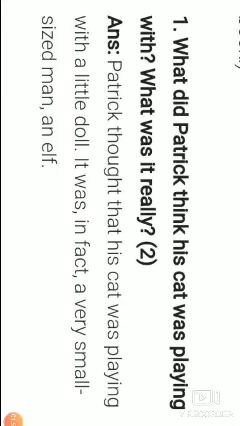 1. What did Patrick think his cat was playing
with? What was it really? (2)
Ans: Patrick thought that his cat was playing
with a little doll. It was, in fact, a very small-
sized man, an elf.